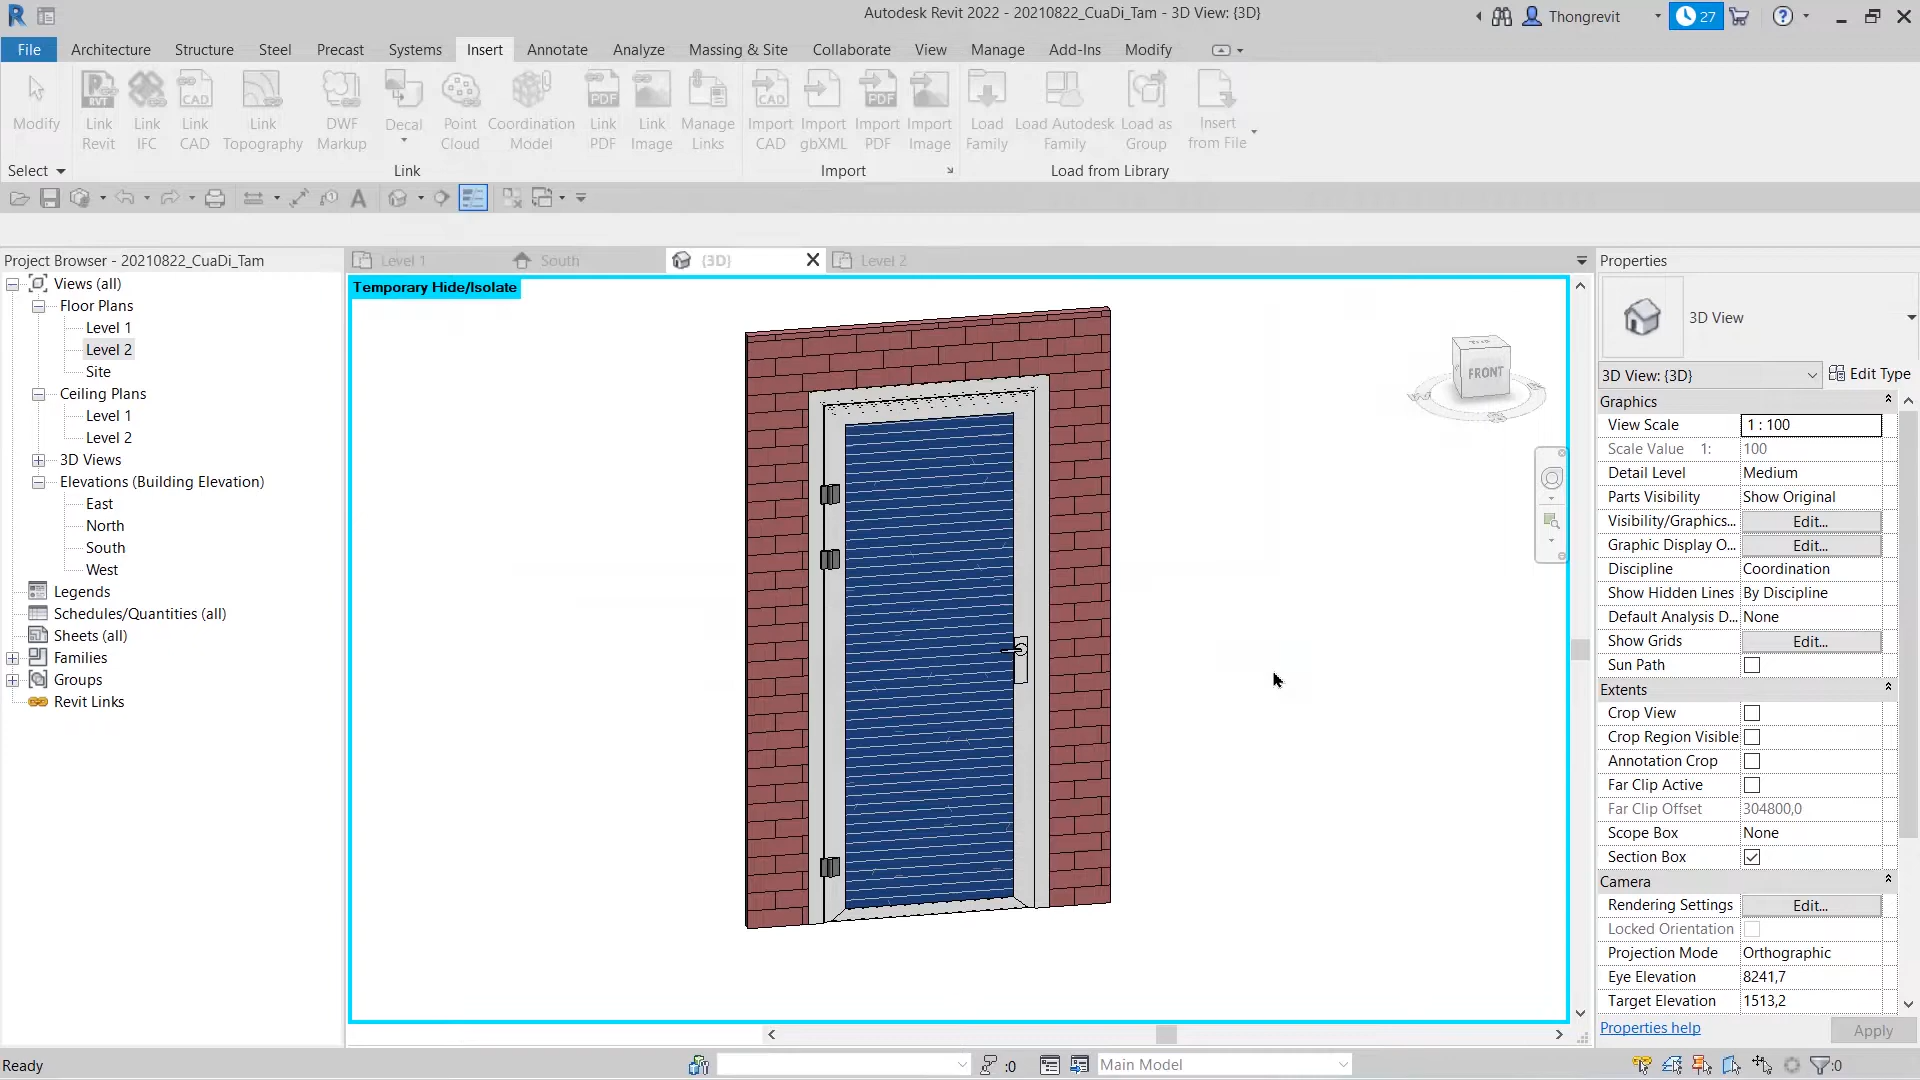 Autodesk Revit 2022 - 20210822_CuaDi_Tam - 3D View: {3D}
Thongrevit
27
File Architecture Structure Steel Precast Systems Insert Annotate Analyze Massing & Site Collaborate View Manage Add-Ins Modify
Modify
Link Revit
Link IFC
Link CAD
Link Topography
DWF Markup
Decal
Point Cloud
Coordination Model
Link PDF
Link Image
Manage Links
Import CAD
Import gbXML
Import PDF
Import Image
Load Family
Load Autodesk Family
Load as Group
Insert from File
Select
Link
Import
Load from Library
Project Browser - 20210822_CuaDi_Tam
Views (all)
Floor Plans
Level 1
Level 2
Site
Ceiling Plans
Level 1
Level 2
3D Views
Elevations (Building Elevation)
East
North
South
West
Legends
Schedules/Quantities (all)
Sheets (all)
Families
Groups
Revit Links
Level 1
South
{3D}
Level 2
Temporary Hide/Isolate
FRONT
Properties
3D View
3D View: {3D}
Edit Type
Graphics
View Scale 1 : 100
Scale Value 1: 100
Detail Level Medium
Parts Visibility Show Original
Visibility/Graphics... Edit...
Graphic Display O... Edit...
Discipline Coordination
Show Hidden Lines By Discipline
Default Analysis D... None
Show Grids Edit...
Sun Path
Extents
Crop View
Crop Region Visible
Annotation Crop
Far Clip Active
Far Clip Offset 304800,0
Scope Box None
Section Box
Camera
Rendering Settings Edit...
Locked Orientation
Projection Mode Orthographic
Eye Elevation 8241,7
Target Elevation 1513,2
Properties help
Apply
Ready
:0
Main Model
:0